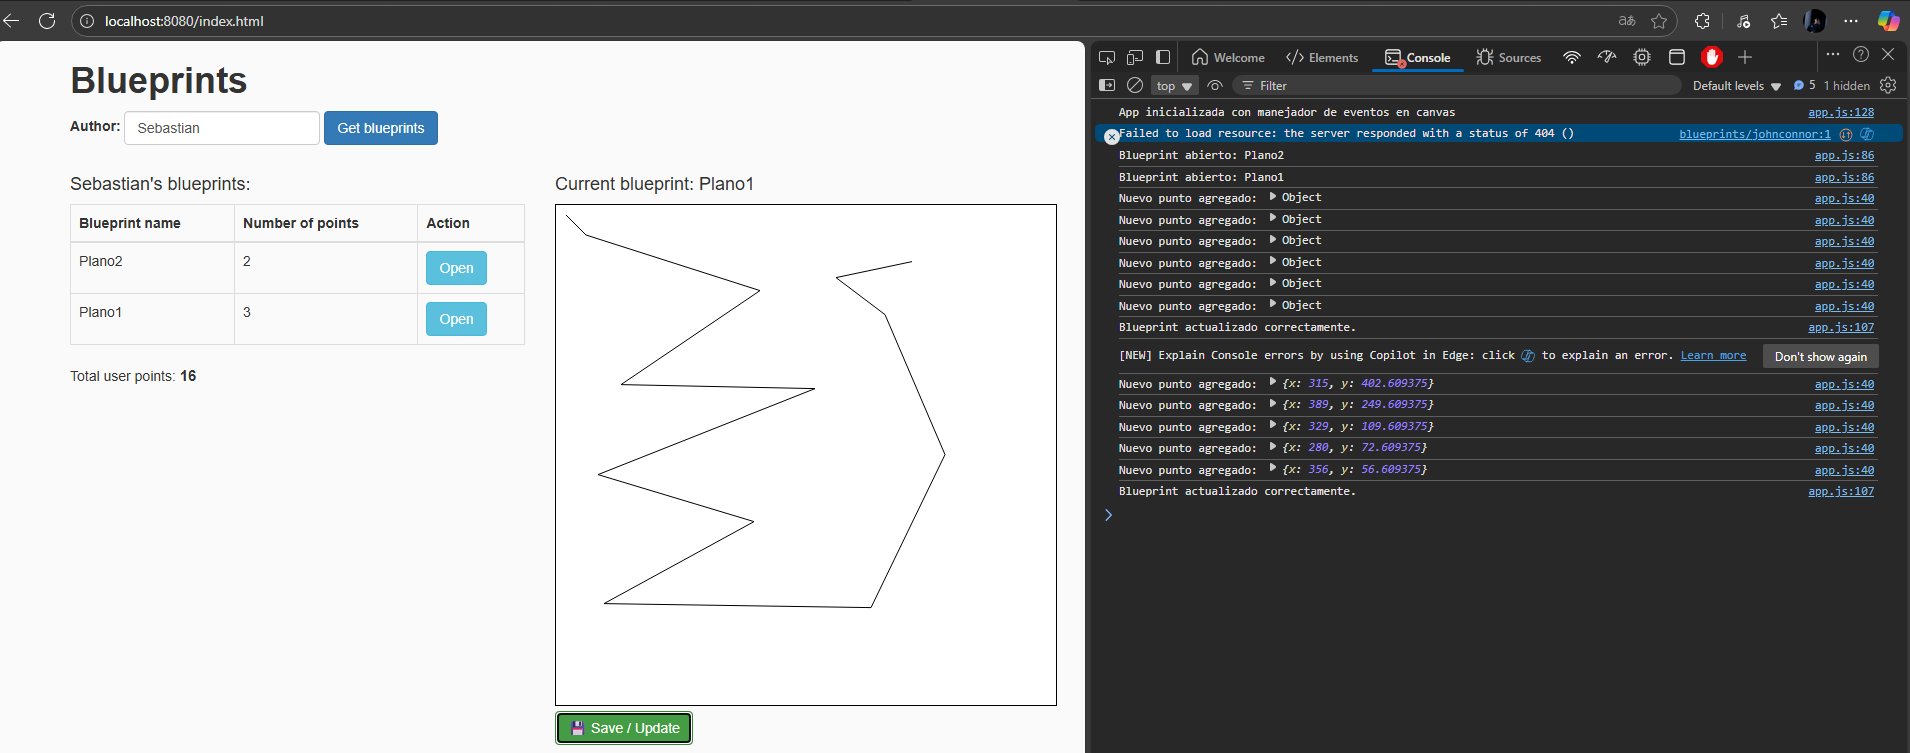 localhost:8080/index.html
aあ
Blueprints
Author: Sebastian Get blueprints
Sebastian's blueprints:
Blueprint name Number of points Action
Plano2 2 Open
Plano1 3 Open
Total user points: 16
Current blueprint: Plano1
💾 Save / Update
Welcome </> Elements Console Sources
top Filter Default levels 5 1 hidden
App inicializada con manejador de eventos en canvas app.js:128
Failed to load resource: the server responded with a status of 404 () blueprints/johnconnor:1
Blueprint abierto: Plano2 app.js:86
Blueprint abierto: Plano1 app.js:86
Nuevo punto agregado: ▶ Object app.js:40
Nuevo punto agregado: ▶ Object app.js:40
Nuevo punto agregado: ▶ Object app.js:40
Nuevo punto agregado: ▶ Object app.js:40
Nuevo punto agregado: ▶ Object app.js:40
Nuevo punto agregado: ▶ Object app.js:40
Blueprint actualizado correctamente. app.js:107
[NEW] Explain Console errors by using Copilot in Edge: click to explain an error. Learn more Don't show again
Nuevo punto agregado: ▶ {x: 315, y: 402.609375} app.js:40
Nuevo punto agregado: ▶ {x: 389, y: 249.609375} app.js:40
Nuevo punto agregado: ▶ {x: 329, y: 109.609375} app.js:40
Nuevo punto agregado: ▶ {x: 280, y: 72.609375} app.js:40
Nuevo punto agregado: ▶ {x: 356, y: 56.609375} app.js:40
Blueprint actualizado correctamente. app.js:107